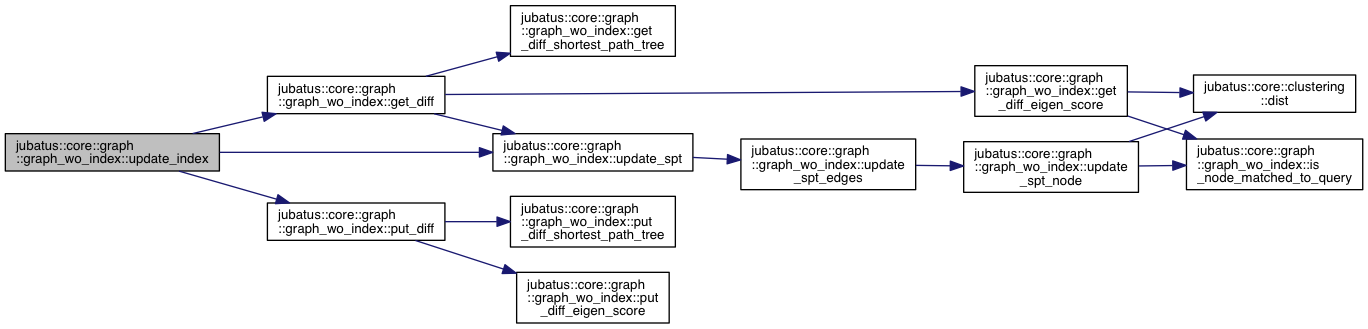 jubatus::core::graph
::graph_wo_index::update_index
jubatus::core::graph
::graph_wo_index::get_diff
jubatus::core::graph
::graph_wo_index::put_diff
jubatus::core::graph
::graph_wo_index::get
_diff_shortest_path_tree
jubatus::core::graph
::graph_wo_index::update_spt
jubatus::core::graph
::graph_wo_index::put
_diff_shortest_path_tree
jubatus::core::graph
::graph_wo_index::put
_diff_eigen_score
jubatus::core::graph
::graph_wo_index::update
_spt_edges
jubatus::core::graph
::graph_wo_index::get
_diff_eigen_score
jubatus::core::graph
::graph_wo_index::update
_spt_node
jubatus::core::clustering
::dist
jubatus::core::graph
::graph_wo_index::is
_node_matched_to_query